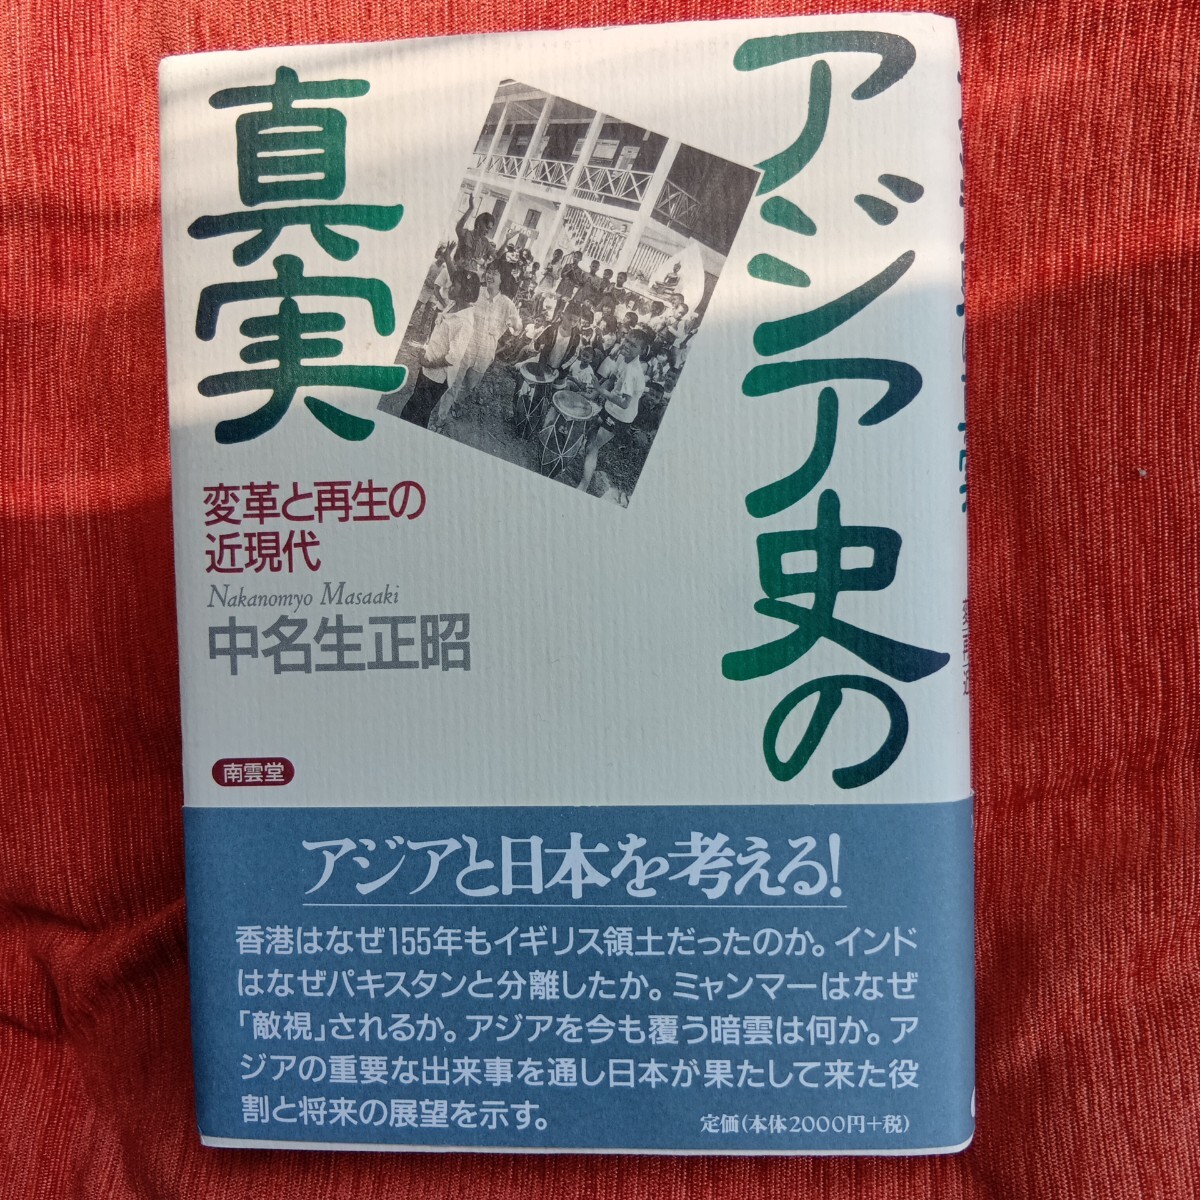 アジア史の
真実
変革と再生の
近現代
Nakanomyo Masaaki
中名生正昭
南雲堂
アジアと日本を考える!
香港はなぜ155年もイギリス領土だったのか。インド
はなぜパキスタンと分離したか。ミャンマーはなぜ
「敵視」されるか。アジアを今も覆う暗雲は何か。ア
ジアの重要な出来事を通し日本が果たして来た役
割と将来の展望を示す。
定価(本体2000円+税)